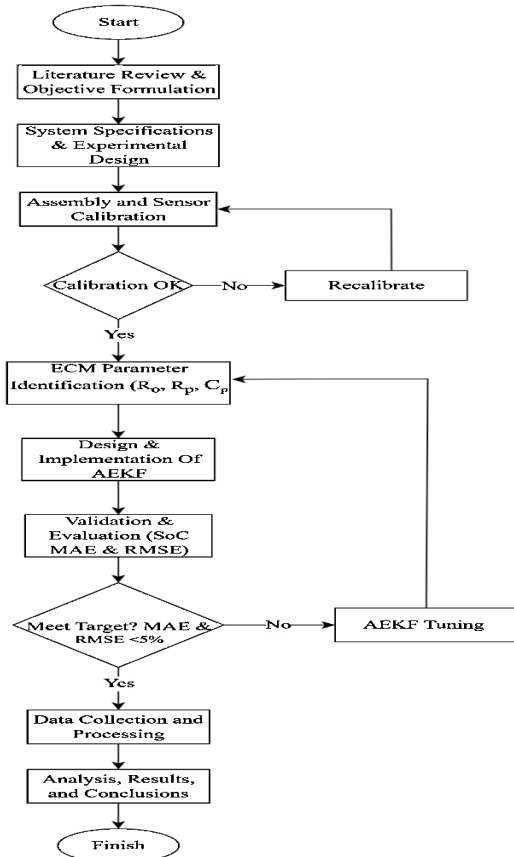 Start
Literature Review &
Objective Formulation
System Specifications
& Experimental
Design
Assembly and Sensor
Calibration
Calibration OK
No
Recalibrate
Yes
ECM Parameter
Identification (Ro, Rp, Cp
Design &
Implementation Of
AEKF
Validation &
Evaluation (SoC
MAE & RMSE)
Meet Target? MAE &
RMSE <5%
No
AEKF Tuning
Yes
Data Collection and
Processing
Analysis, Results,
and Conclusions
Finish